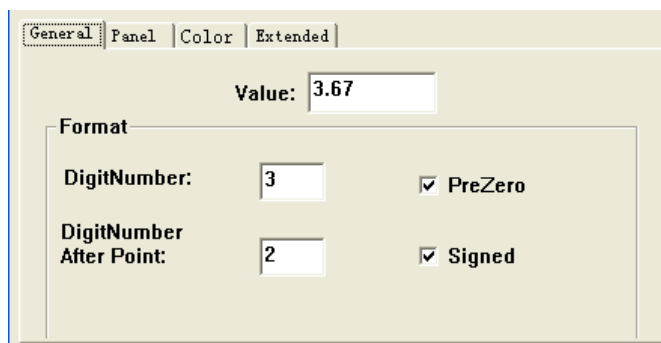 General Panel Color Extended
Value: 3.67
Format
DigitNumber: 3 PreZero
DigitNumber
After Point: 2 Signed